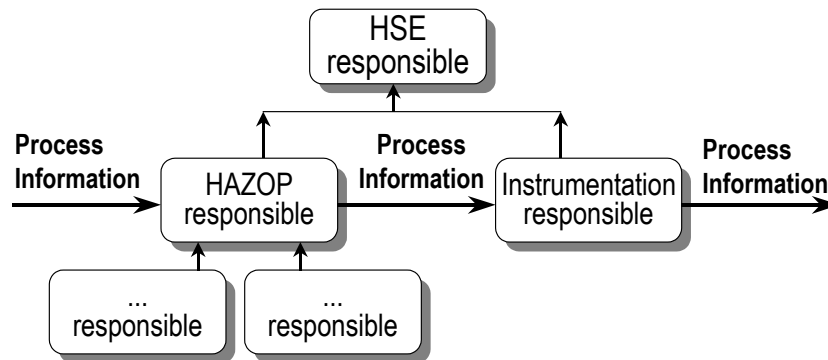 HSE
responsible
Process
Information
HAZOP
responsible
Process
Information
Instrumentation
responsible
Process
Information
...
responsible
...
responsible